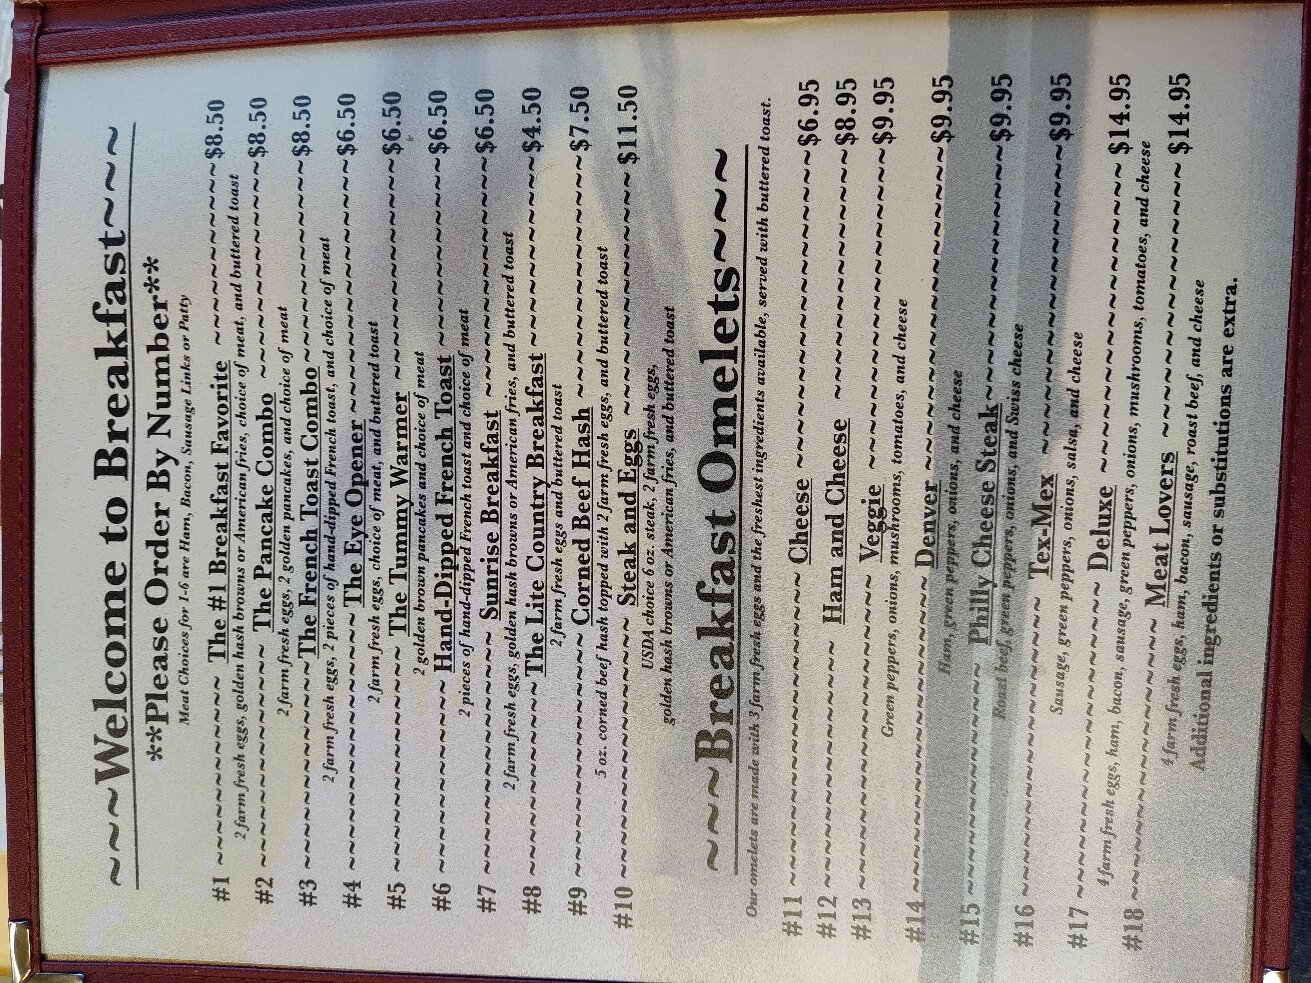 ~~~Welcome to Breakfast~~~
**Please Order By Number**
Meat Choices for 1-6 are Ham, Bacon, Sausage Links or Patty
#1 ~~~~~~~~~~~~~ The #1 Breakfast Favorite ~~~~~~~~~~~~~$8.50
2 farm fresh eggs, golden hash browns or American fries, choice of meat, and buttered toast
#2 ~~~~~~~~~~~~~~~ The Pancake Combo ~~~~~~~~~~~~~~~$8.50
2 farm fresh eggs, 2 golden pancakes, and choice of meat
#3 ~~~~~~~~~~~~~~The French Toast Combo~~~~~~~~~~~~~~$8.50
2 farm fresh eggs, 2 pieces of hand-dipped French toast, and choice of meat
#4 ~~~~~~~~~~~~~~~~~The Eye Opener~~~~~~~~~~~~~~~~~$6.50
2 farm fresh eggs, choice of meat, and buttered toast
#5 ~~~~~~~~~~~~~~~ The Tummy Warmer ~~~~~~~~~~~~~~~~$6.50
2 golden brown pancakes and choice of meat
#6 ~~~~~~~~~~~~~ Hand-Dipped French Toast ~~~~~~~~~~~~~$6.50
2 pieces of hand-dipped French toast and choice of meat
#7 ~~~~~~~~~~~~~~~~ Sunrise Breakfast ~~~~~~~~~~~~~~~~$6.50
2 farm fresh eggs, golden hash browns or American fries, and buttered toast
#8 ~~~~~~~~~~~~~ The Lite Country Breakfast ~~~~~~~~~~~~~$4.50
2 farm fresh eggs and buttered toast
#9 ~~~~~~~~~~~~~~~~ Corned Beef Hash ~~~~~~~~~~~~~~~~$7.50
5 oz. corned beef hash topped with 2 farm fresh eggs, and buttered toast
#10 ~~~~~~~~~~~~~~~~~ Steak and Eggs ~~~~~~~~~~~~~~~~ $11.50
USDA choice 6 oz. steak, 2 farm fresh eggs,
golden hash browns or American fries, and buttered toast
~~~Breakfast Omelets~~~
Our omelets are made with 3 farm fresh eggs and the freshest ingredients available, served with buttered toast.
#11 ~~~~~~~~~~~~~~~~~~~~ Cheese ~~~~~~~~~~~~~~~~~~~~$6.95
#12 ~~~~~~~~~~~~~~~ Ham and Cheese ~~~~~~~~~~~~~~~~~$8.95
#13 ~~~~~~~~~~~~~~~~~~~~ Veggie ~~~~~~~~~~~~~~~~~~~~$9.95
Green peppers, onions, mushrooms, tomatoes, and cheese
#14 ~~~~~~~~~~~~~~~~~~~~ Denver ~~~~~~~~~~~~~~~~~~~~$9.95
Ham, green peppers, onions, and cheese
#15 ~~~~~~~~~~~~~~~ Philly Cheese Steak~~~~~~~~~~~~~~~~$9.95
Roast beef, green peppers, onions, and Swiss cheese
#16 ~~~~~~~~~~~~~~~~~~~ Tex-Mex ~~~~~~~~~~~~~~~~~~~~$9.95
Sausage, green peppers, onions, salsa, and cheese
#17 ~~~~~~~~~~~~~~~~~~~~ Deluxe ~~~~~~~~~~~~~~~~~~~~ $14.95
4 farm fresh eggs, ham, bacon, sausage, green peppers, onions, mushrooms, tomatoes, and cheese
#18 ~~~~~~~~~~~~~~~~~~ Meat Lovers ~~~~~~~~~~~~~~~~~~ $14.95
4 farm fresh eggs, ham, bacon, sausage, roast beef, and cheese
Additional ingredients or substitutions are extra.